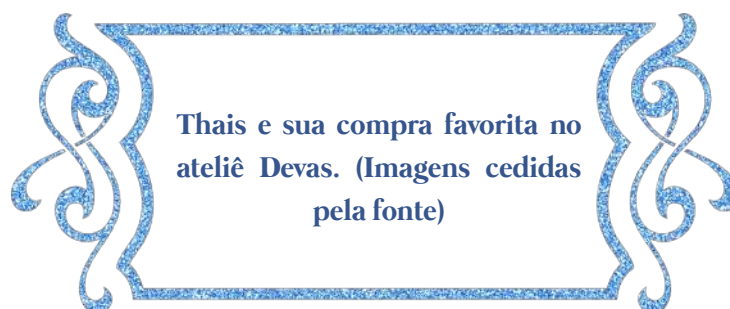 Thais e sua compra favorita no
ateliê Devas. (Imagens cedidas
pela fonte)